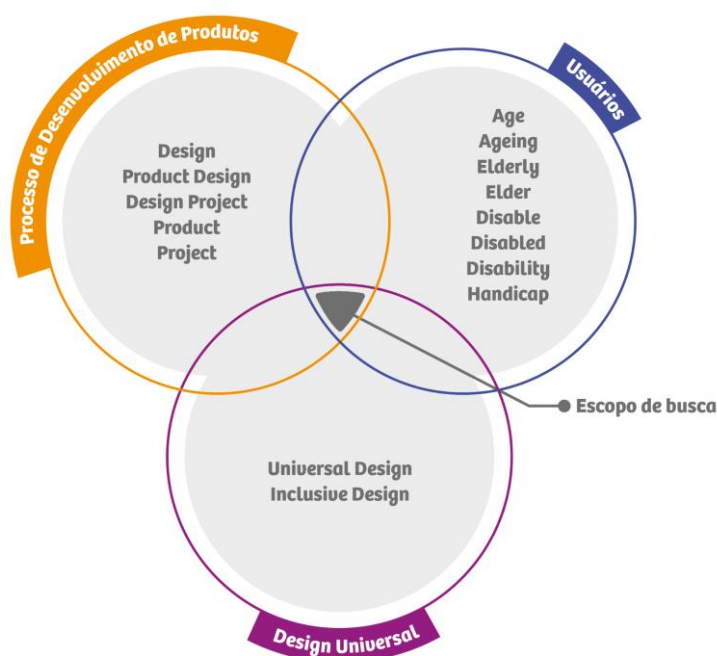 Processo de Desenvolvimento de Produtos
Usuários
Design
Product Design
Design Project
Product
Project
Age
Ageing
Elderly
Elder
Disable
Disabled
Disability
Handicap
Escopo de busca
Universal Design
Inclusive Design
Design Universal